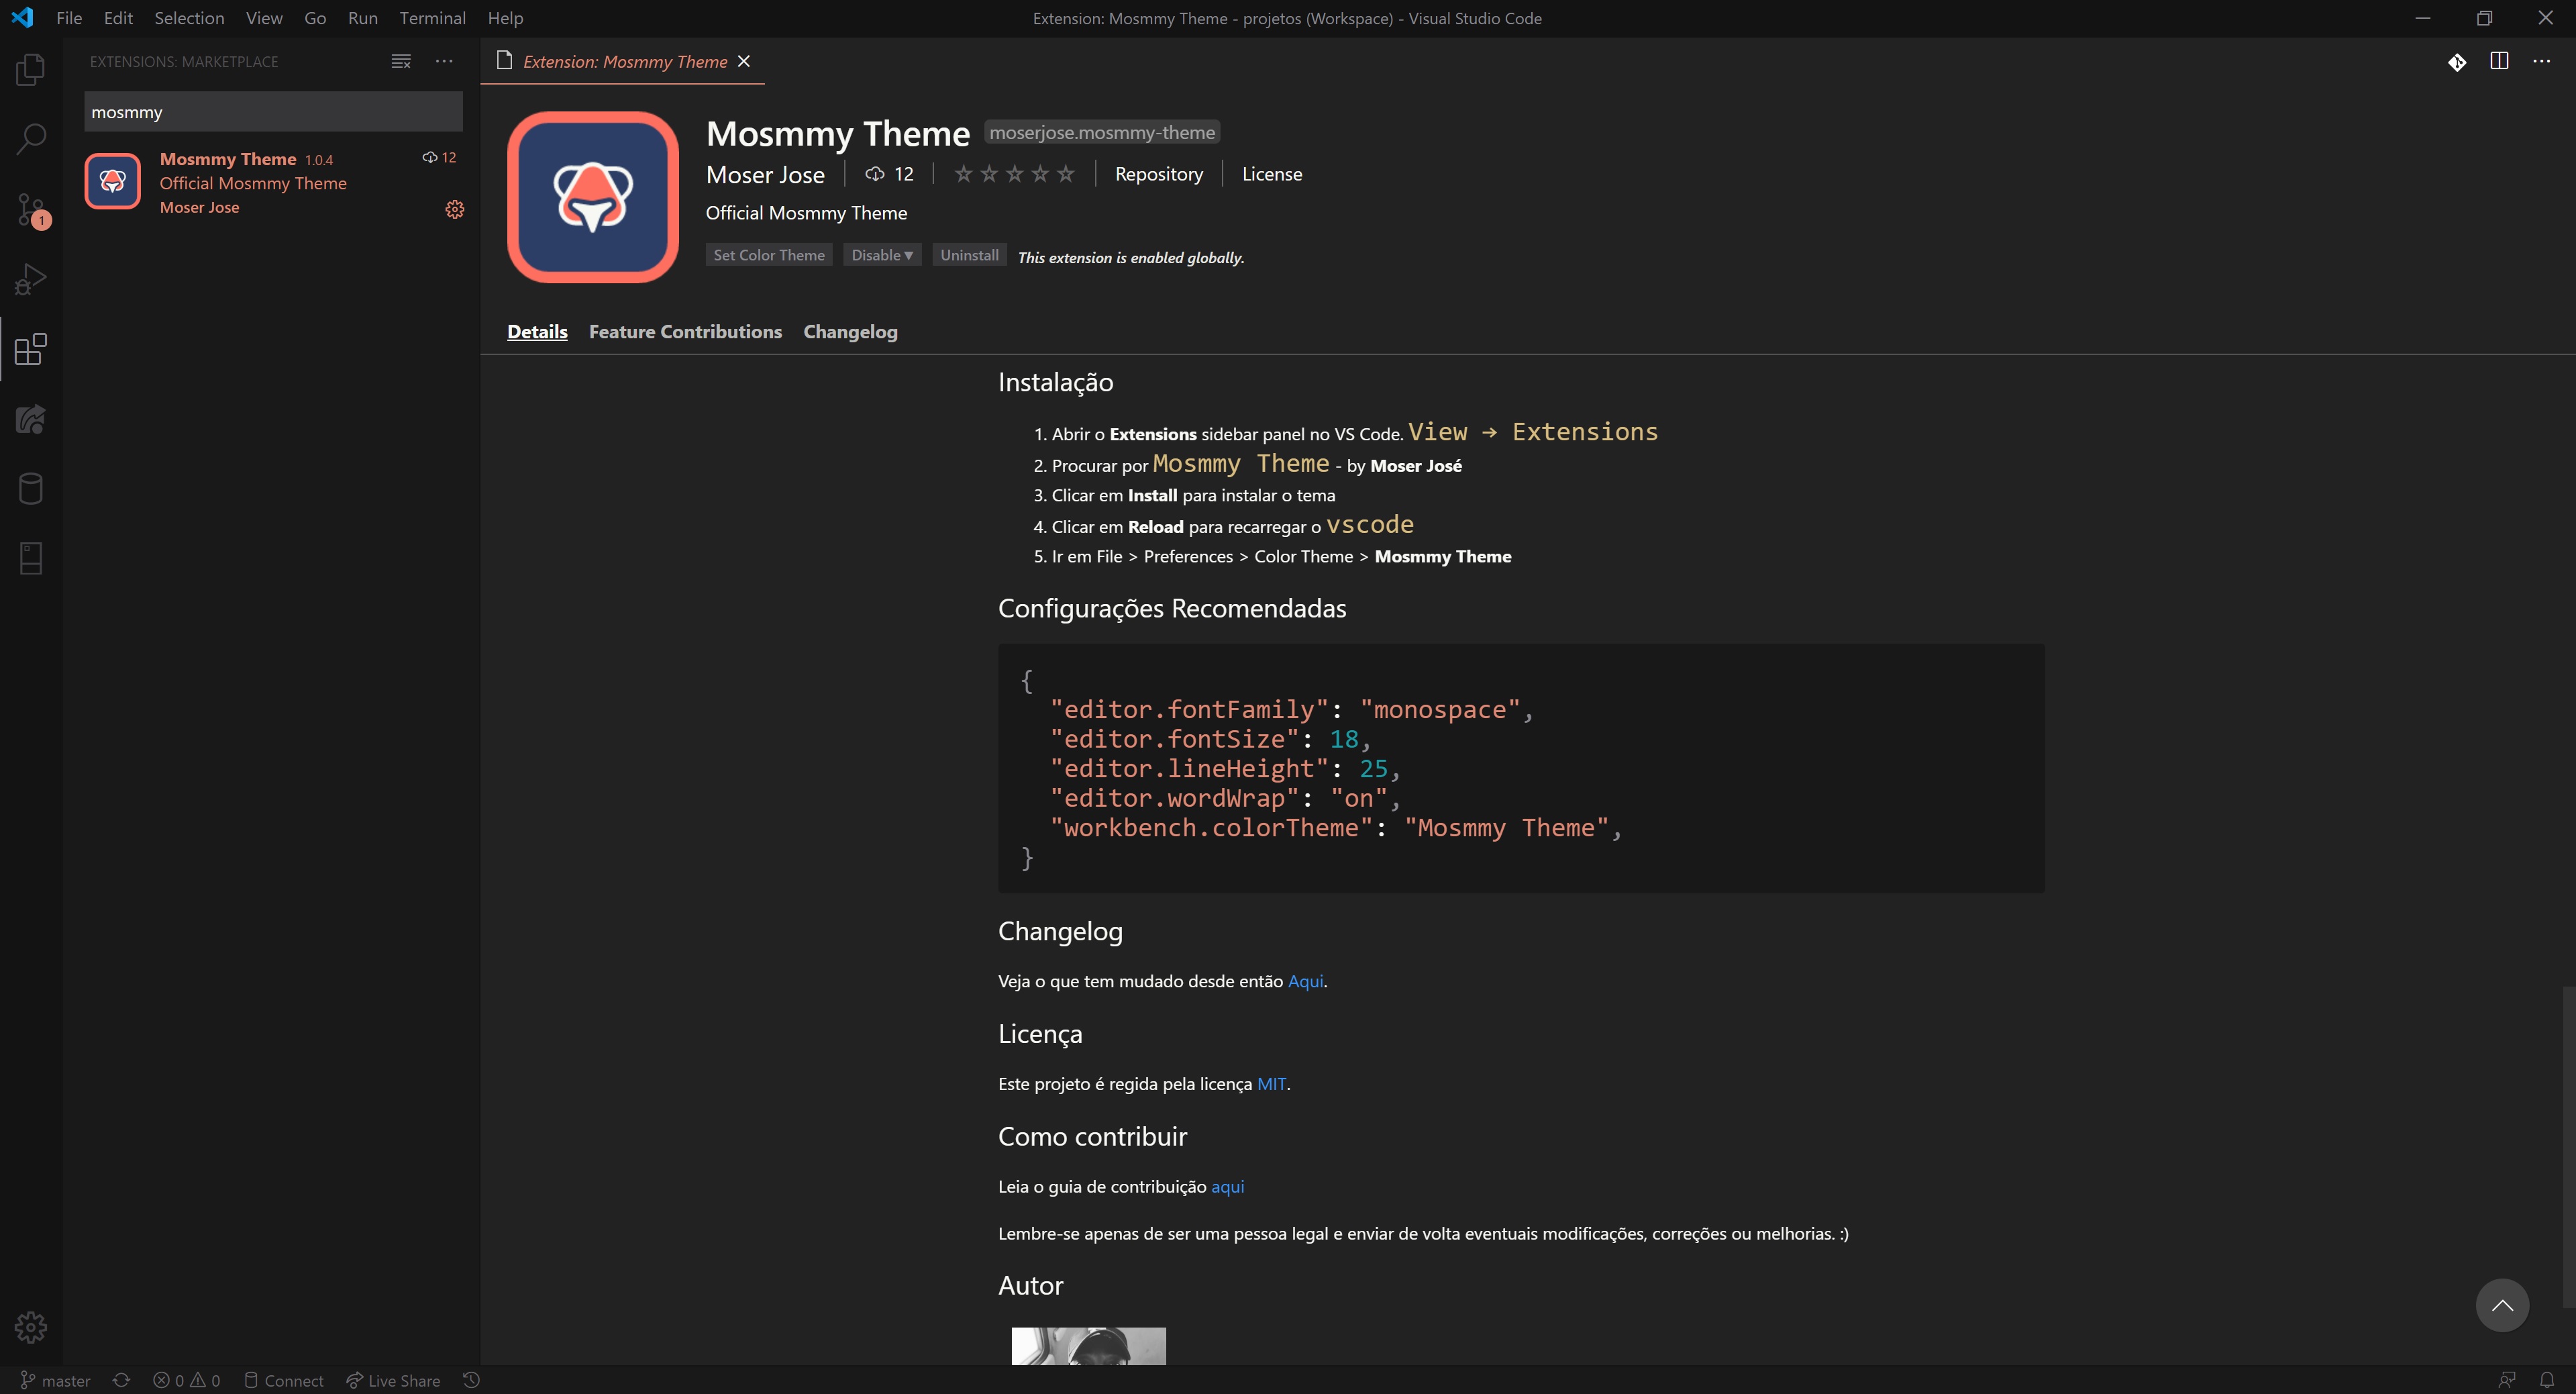 File Edit Selection View Go Run Terminal Help
Extension: Mosmmy Theme - projetos (Workspace) - Visual Studio Code
EXTENSIONS: MARKETPLACE
mosmmy
Mosmmy Theme 1.0.4 12
Official Mosmmy Theme
Moser Jose
1
Extension: Mosmmy Theme
Mosmmy Theme moserjose.mosmmy-theme
Moser Jose 12 Repository License
Official Mosmmy Theme
Set Color Theme Disable Uninstall This extension is enabled globally.
Details Feature Contributions Changelog
Instalação
1. Abrir o Extensions sidebar panel no VS Code. View → Extensions
2. Procurar por Mosmmy Theme - by Moser José
3. Clicar em Install para instalar o tema
4. Clicar em Reload para recarregar o vscode
5. Ir em File > Preferences > Color Theme > Mosmmy Theme
Configurações Recomendadas
{
"editor.fontFamily": "monospace",
"editor.fontSize": 18,
"editor.lineHeight": 25,
"editor.wordWrap": "on",
"workbench.colorTheme": "Mosmmy Theme",
}
Changelog
Veja o que tem mudado desde então Aqui.
Licença
Este projeto é regida pela licença MIT.
Como contribuir
Leia o guia de contribuição aqui
Lembre-se apenas de ser uma pessoa legal e enviar de volta eventuais modificações, correções ou melhorias. :)
Autor
master 0 0 Connect Live Share